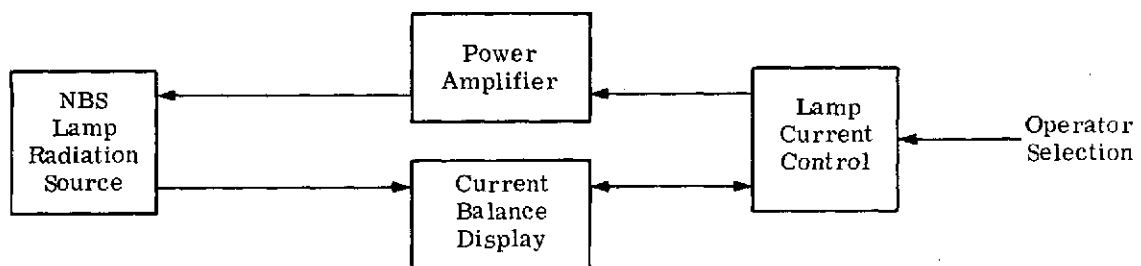 NBS
Lamp
Radiation
Source
Power
Amplifier
Current
Balance
Display
Lamp
Current
Control
Operator
Selection